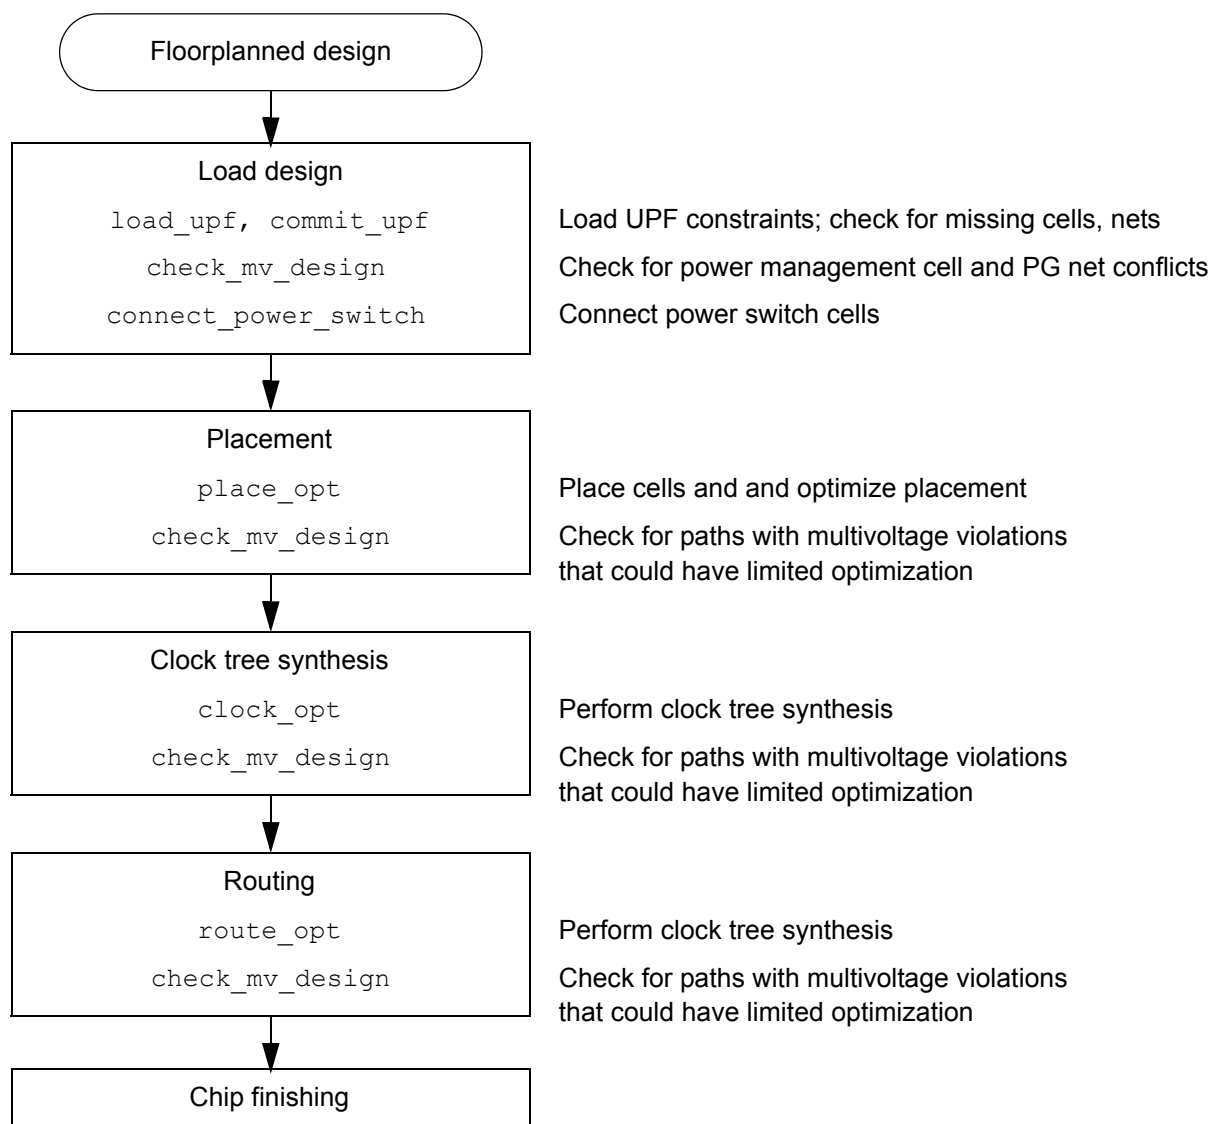 Floorplanned design
Load design
load_upf, commit_upf
Load UPF constraints; check for missing cells, nets
check_mv_design
Check for power management cell and PG net conflicts
connect_power_switch
Connect power switch cells
Placement
place_opt
Place cells and and optimize placement
check_mv_design
Check for paths with multivoltage violations
that could have limited optimization
Clock tree synthesis
clock_opt
Perform clock tree synthesis
check_mv_design
Check for paths with multivoltage violations
that could have limited optimization
Routing
route_opt
Perform clock tree synthesis
check_mv_design
Check for paths with multivoltage violations
that could have limited optimization
Chip finishing